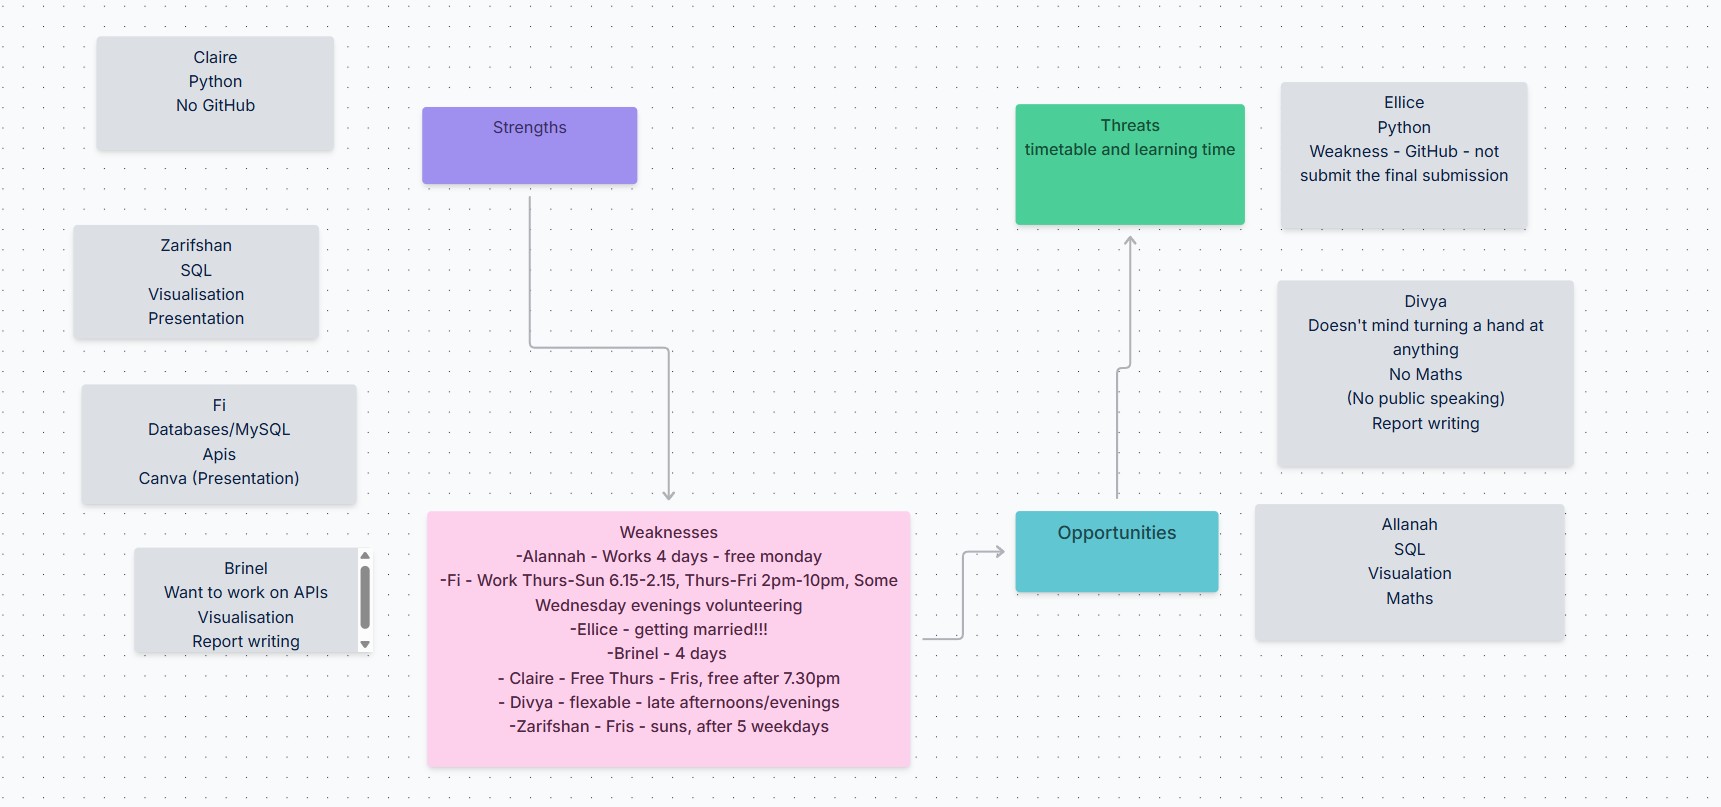 Claire
Python
No GitHub
Zarifshan
SQL
Visualisation
Presentation
Fi
Databases/MySQL
Apis
Canva (Presentation)
Brinel
Want to work on APIs
Visualisation
Report writing
Strengths
Weaknesses
-Alannah - Works 4 days - free monday
-Fi - Work Thurs-Sun 6.15-2.15, Thurs-Fri 2pm-10pm, Some
Wednesday evenings volunteering
-Ellice - getting married!!!
-Brinel - 4 days
- Claire - Free Thurs - Fris, free after 7.30pm
- Divya - flexable - late afternoons/evenings
-Zarifshan - Fris - suns, after 5 weekdays
Threats
timetable and learning time
Opportunities
Ellice
Python
Weakness - GitHub - not
submit the final submission
Divya
Doesn't mind turning a hand at
anything
No Maths
(No public speaking)
Report writing
Allanah
SQL
Visualation
Maths